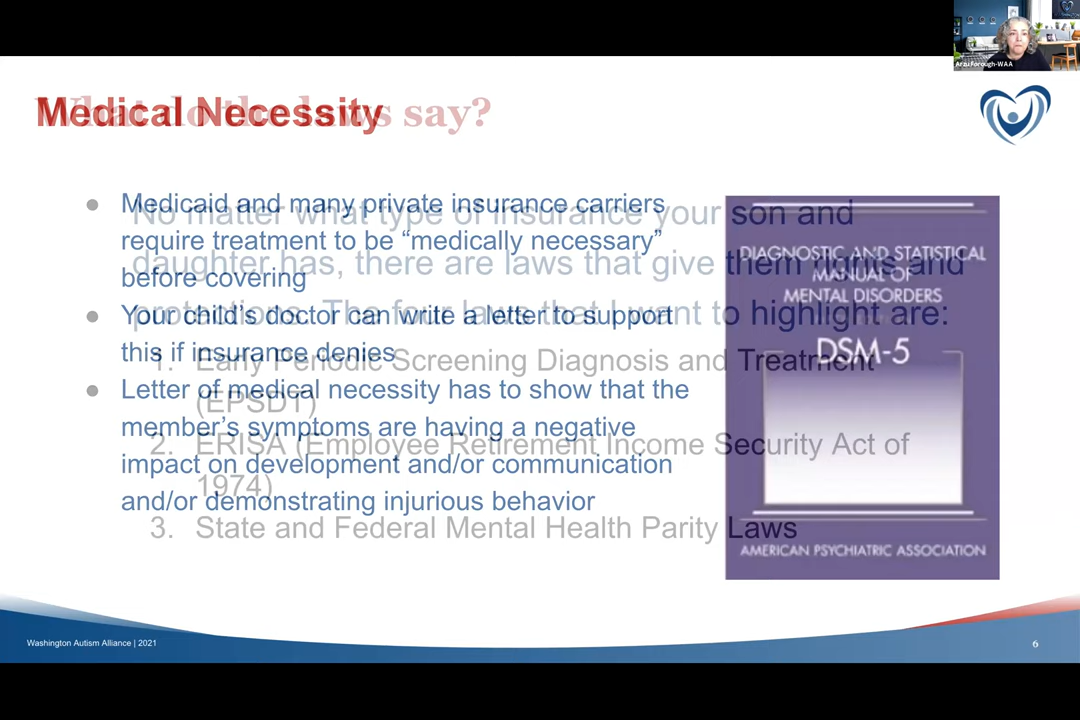 Arzu Forough-WAA
Medical Necessity
What do the laws say?
● Medicaid and many private insurance carriers
require treatment to be “medically necessary”
before covering
● Your child’s doctor can write a letter to support
this if insurance denies
● Letter of medical necessity has to show that the
member’s symptoms are having a negative
impact on development and/or communication
and/or demonstrating injurious behavior
No matter what type of insurance your son and
daughter has, there are laws that give them rights and
protections. The four laws that I want to highlight are:
1. Early Periodic Screening Diagnosis and Treatment
(EPSDT)
2. ERISA (Employee Retirement Income Security Act of
1974)
3. State and Federal Mental Health Parity Laws
DIAGNOSTIC AND STATISTICAL
MANUAL OF
MENTAL DISORDERS
DSM-5
AMERICAN PSYCHIATRIC ASSOCIATION
Washington Autism Alliance | 2021
6